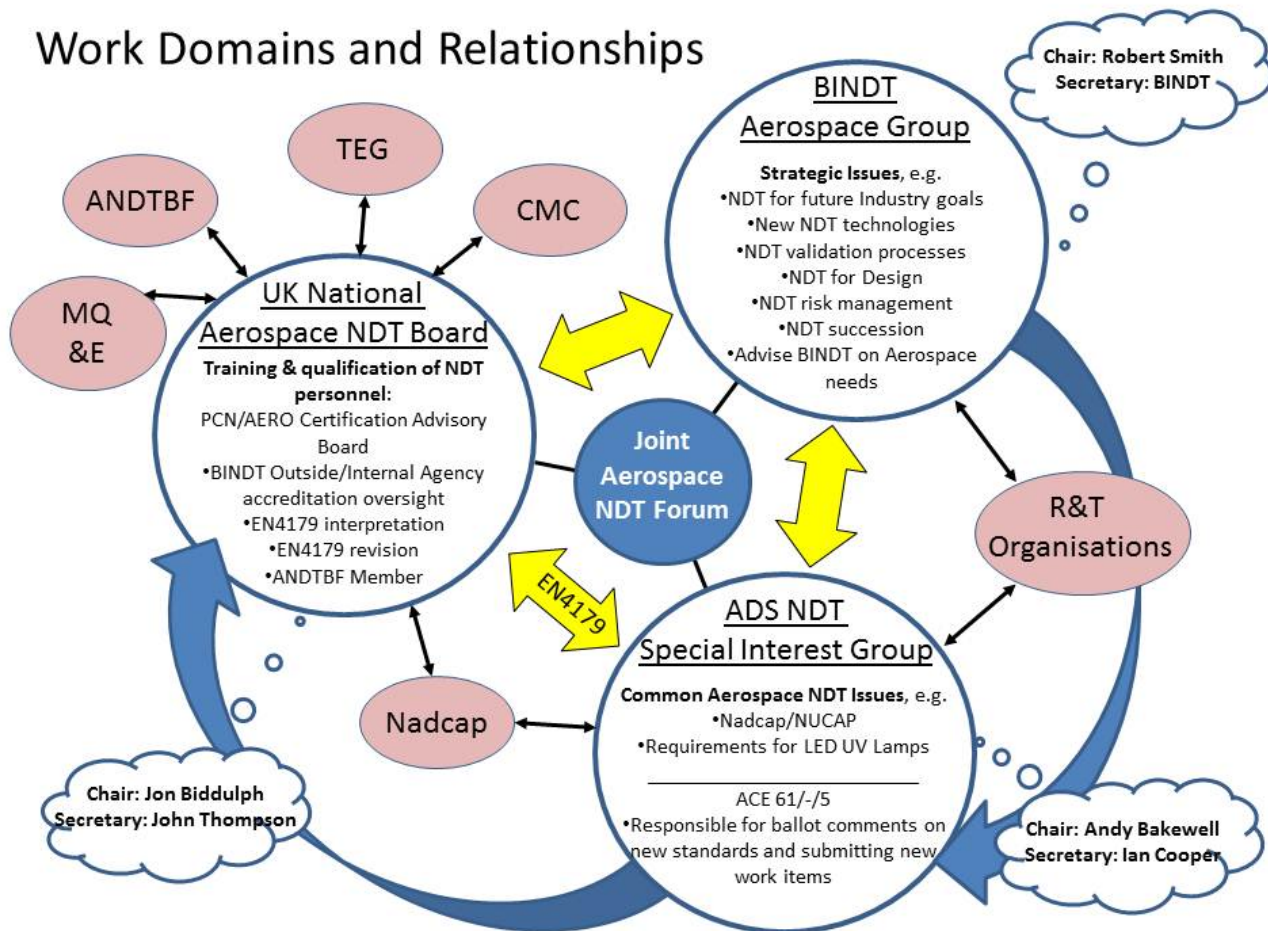 Work Domains and Relationships
Chair: Robert Smith
Secretary: BINDT
BINDT
Aerospace Group
Strategic Issues, e.g.
•NDT for future Industry goals
•New NDT technologies
•NDT validation processes
•NDT for Design
•NDT risk management
•NDT succession
•Advise BINDT on Aerospace
needs
TEG
ANDTBF
CMC
MQ
&E
UK National
Aerospace NDT Board
Training & qualification of NDT
personnel:
PCN/AERO Certification Advisory
Board
•BINDT Outside/Internal Agency
accreditation oversight
•EN4179 interpretation
•EN4179 revision
•ANDTBF Member
Joint
Aerospace
NDT Forum
R&T
Organisations
EN4179
ADS NDT
Special Interest Group
Common Aerospace NDT Issues, e.g.
•Nadcap/NUCAP
•Requirements for LED UV Lamps
ACE 61/-/5
•Responsible for ballot comments on
new standards and submitting new
work items
Nadcap
Chair: Jon Biddulph
Secretary: John Thompson
Chair: Andy Bakewell
Secretary: Ian Cooper